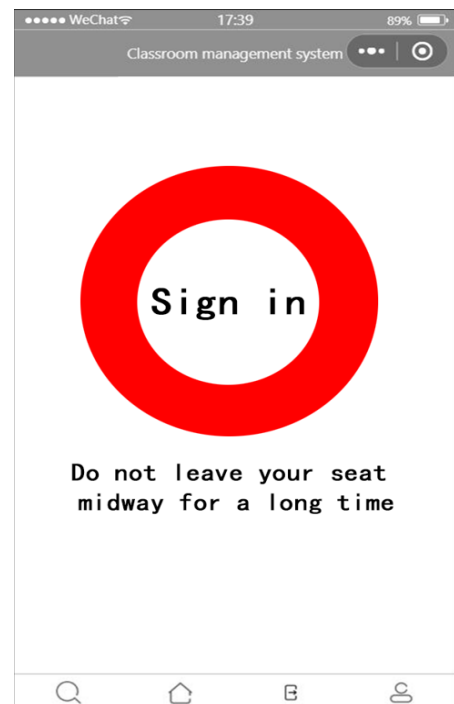 WeChat
17:39
89%
Classroom management system
Sign in
Do not leave your seat
midway for a long time